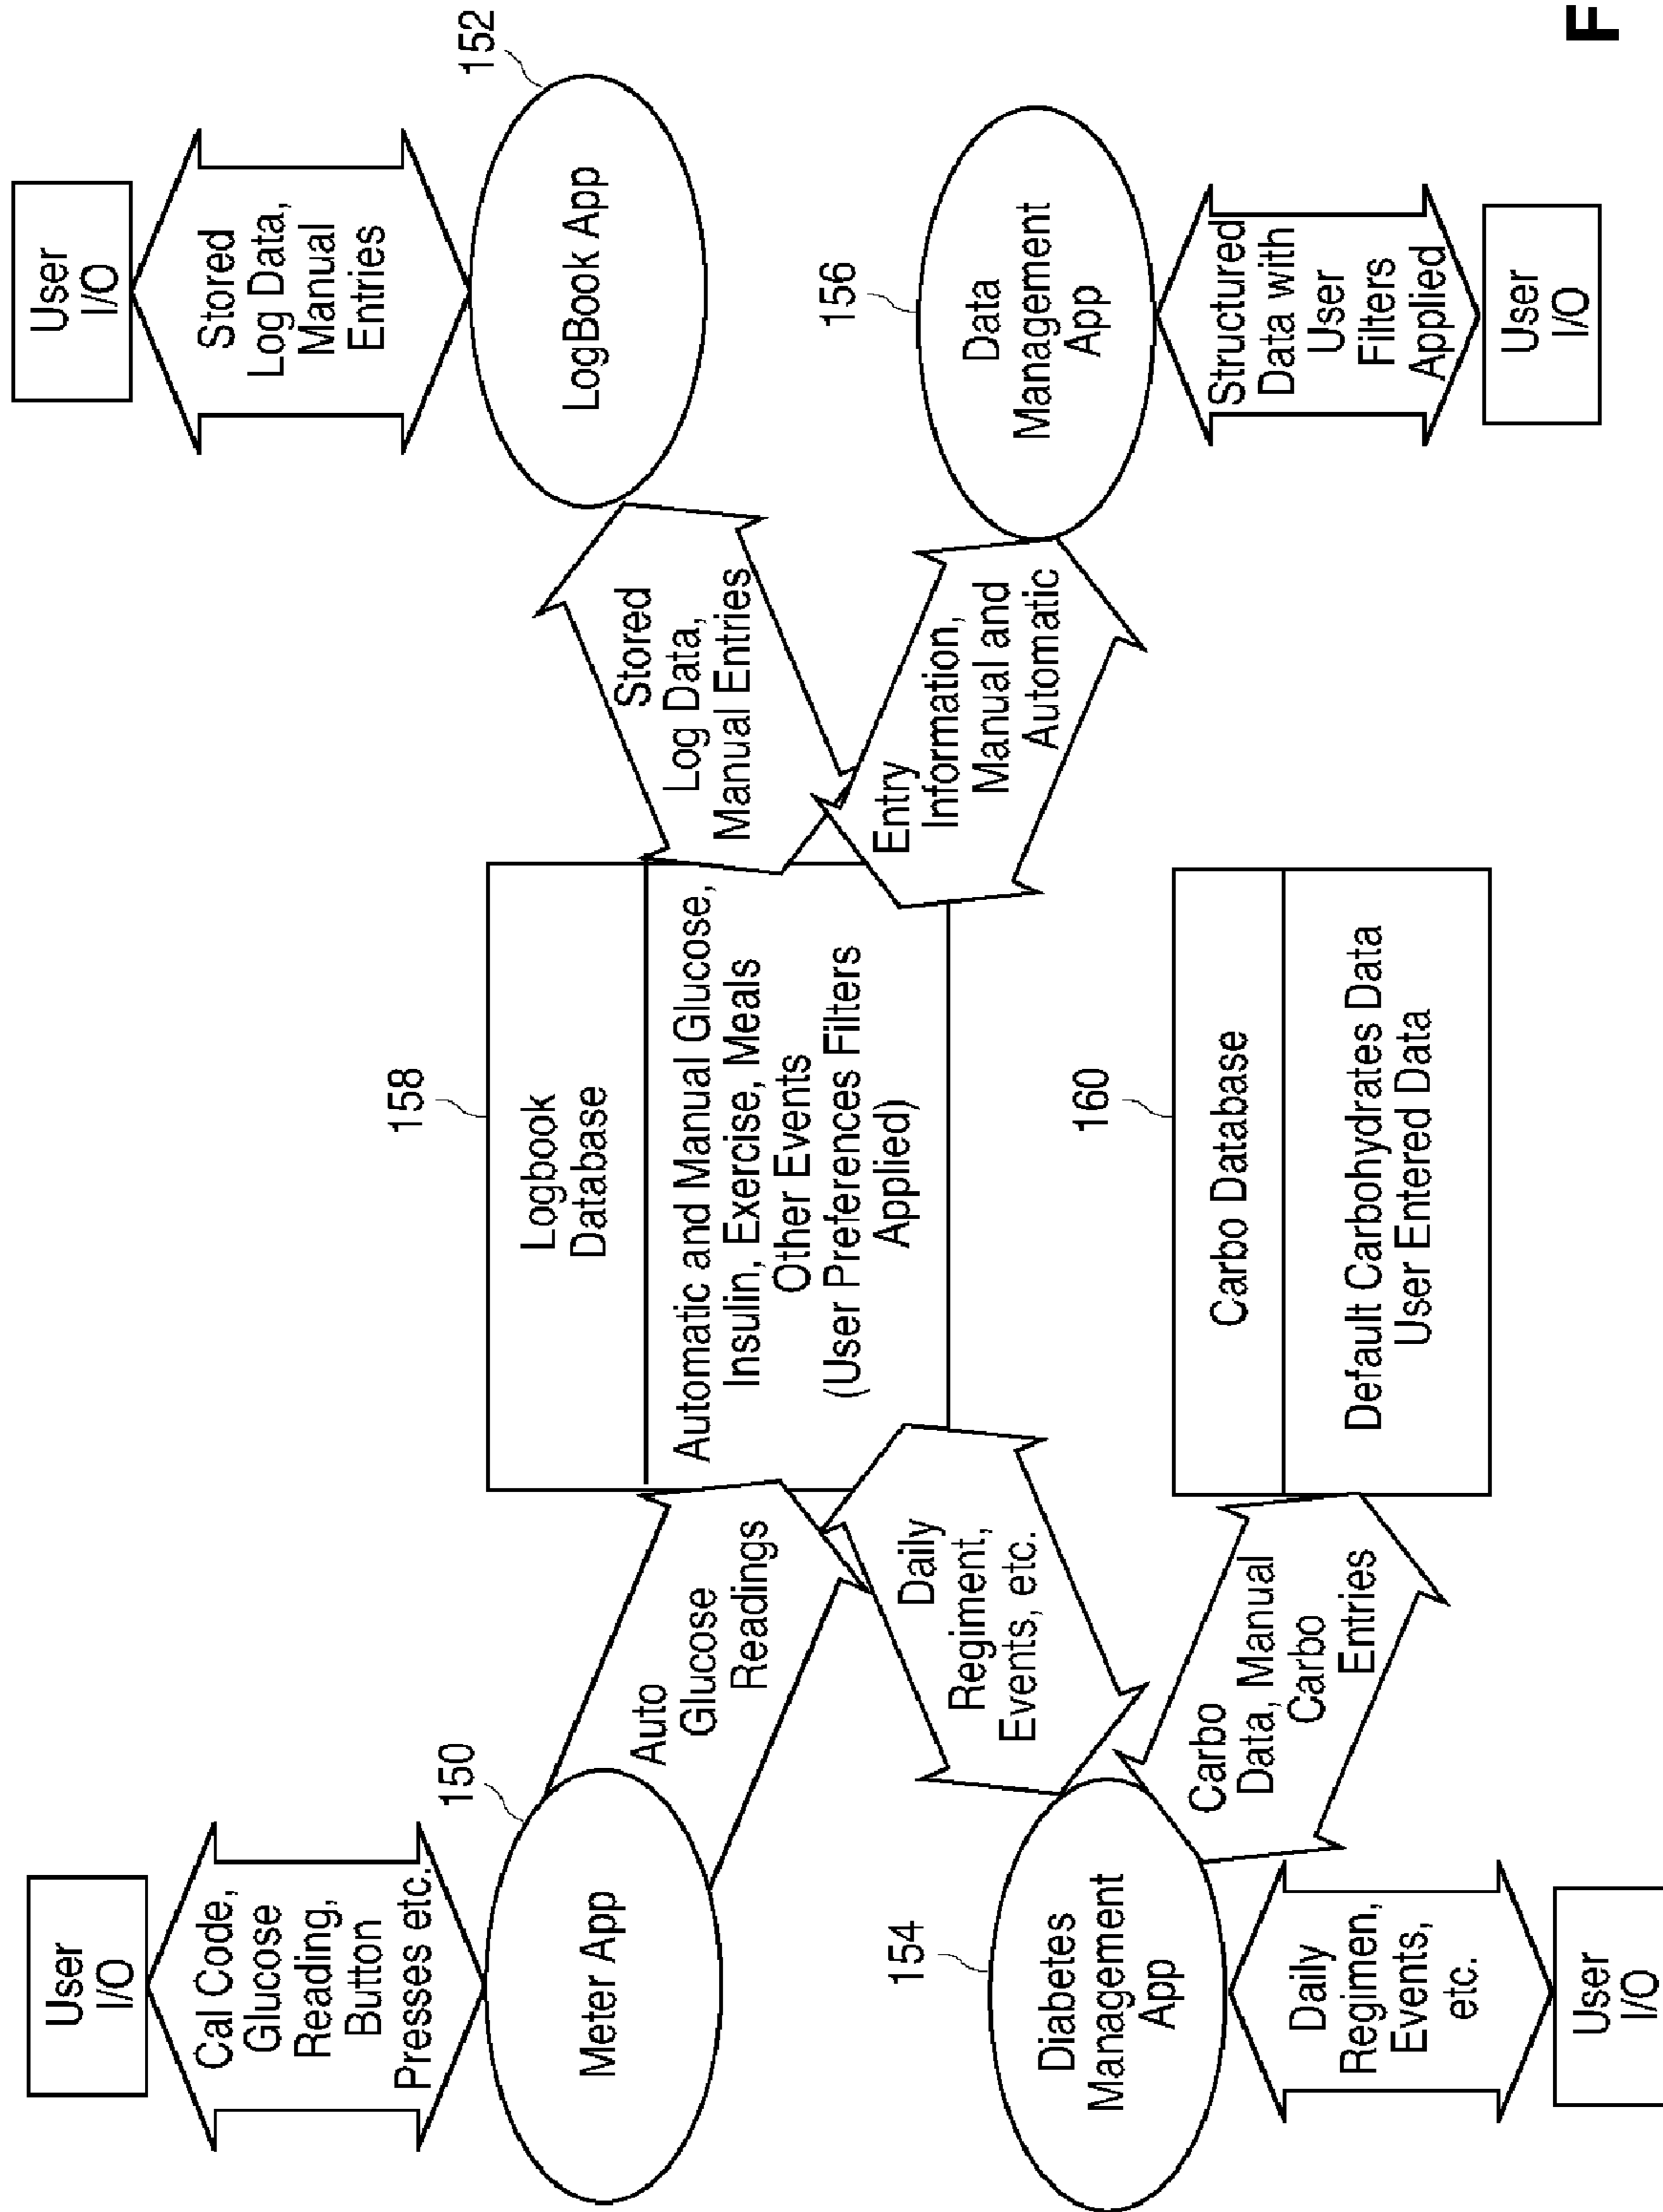 User
I/O
Cal Code,
Glucose
Reading,
Button
Presses etc.
150
Meter App
Auto
Glucose
Readings
158
Logbook
Database
Automatic and Manual Glucose,
Insulin, Exercise, Meals
Other Events
(User Preferences Filters
Applied)
Stored
Log Data,
Manual Entries
User
I/O
Stored
Log Data,
Manual
Entries
152
LogBook App
154
Diabetes
Management
App
Daily
Regiment,
Events, etc.
Daily
Regimen,
Events,
etc.
User
I/O
Carbo
Data, Manual
Carbo
Entries
160
Carbo Database
Default Carbohydrates Data
User Entered Data
Entry
Information,
Manual and
Automatic
156
Data
Management
App
Structured
Data with
User
Filters
Applied
User
I/O
F